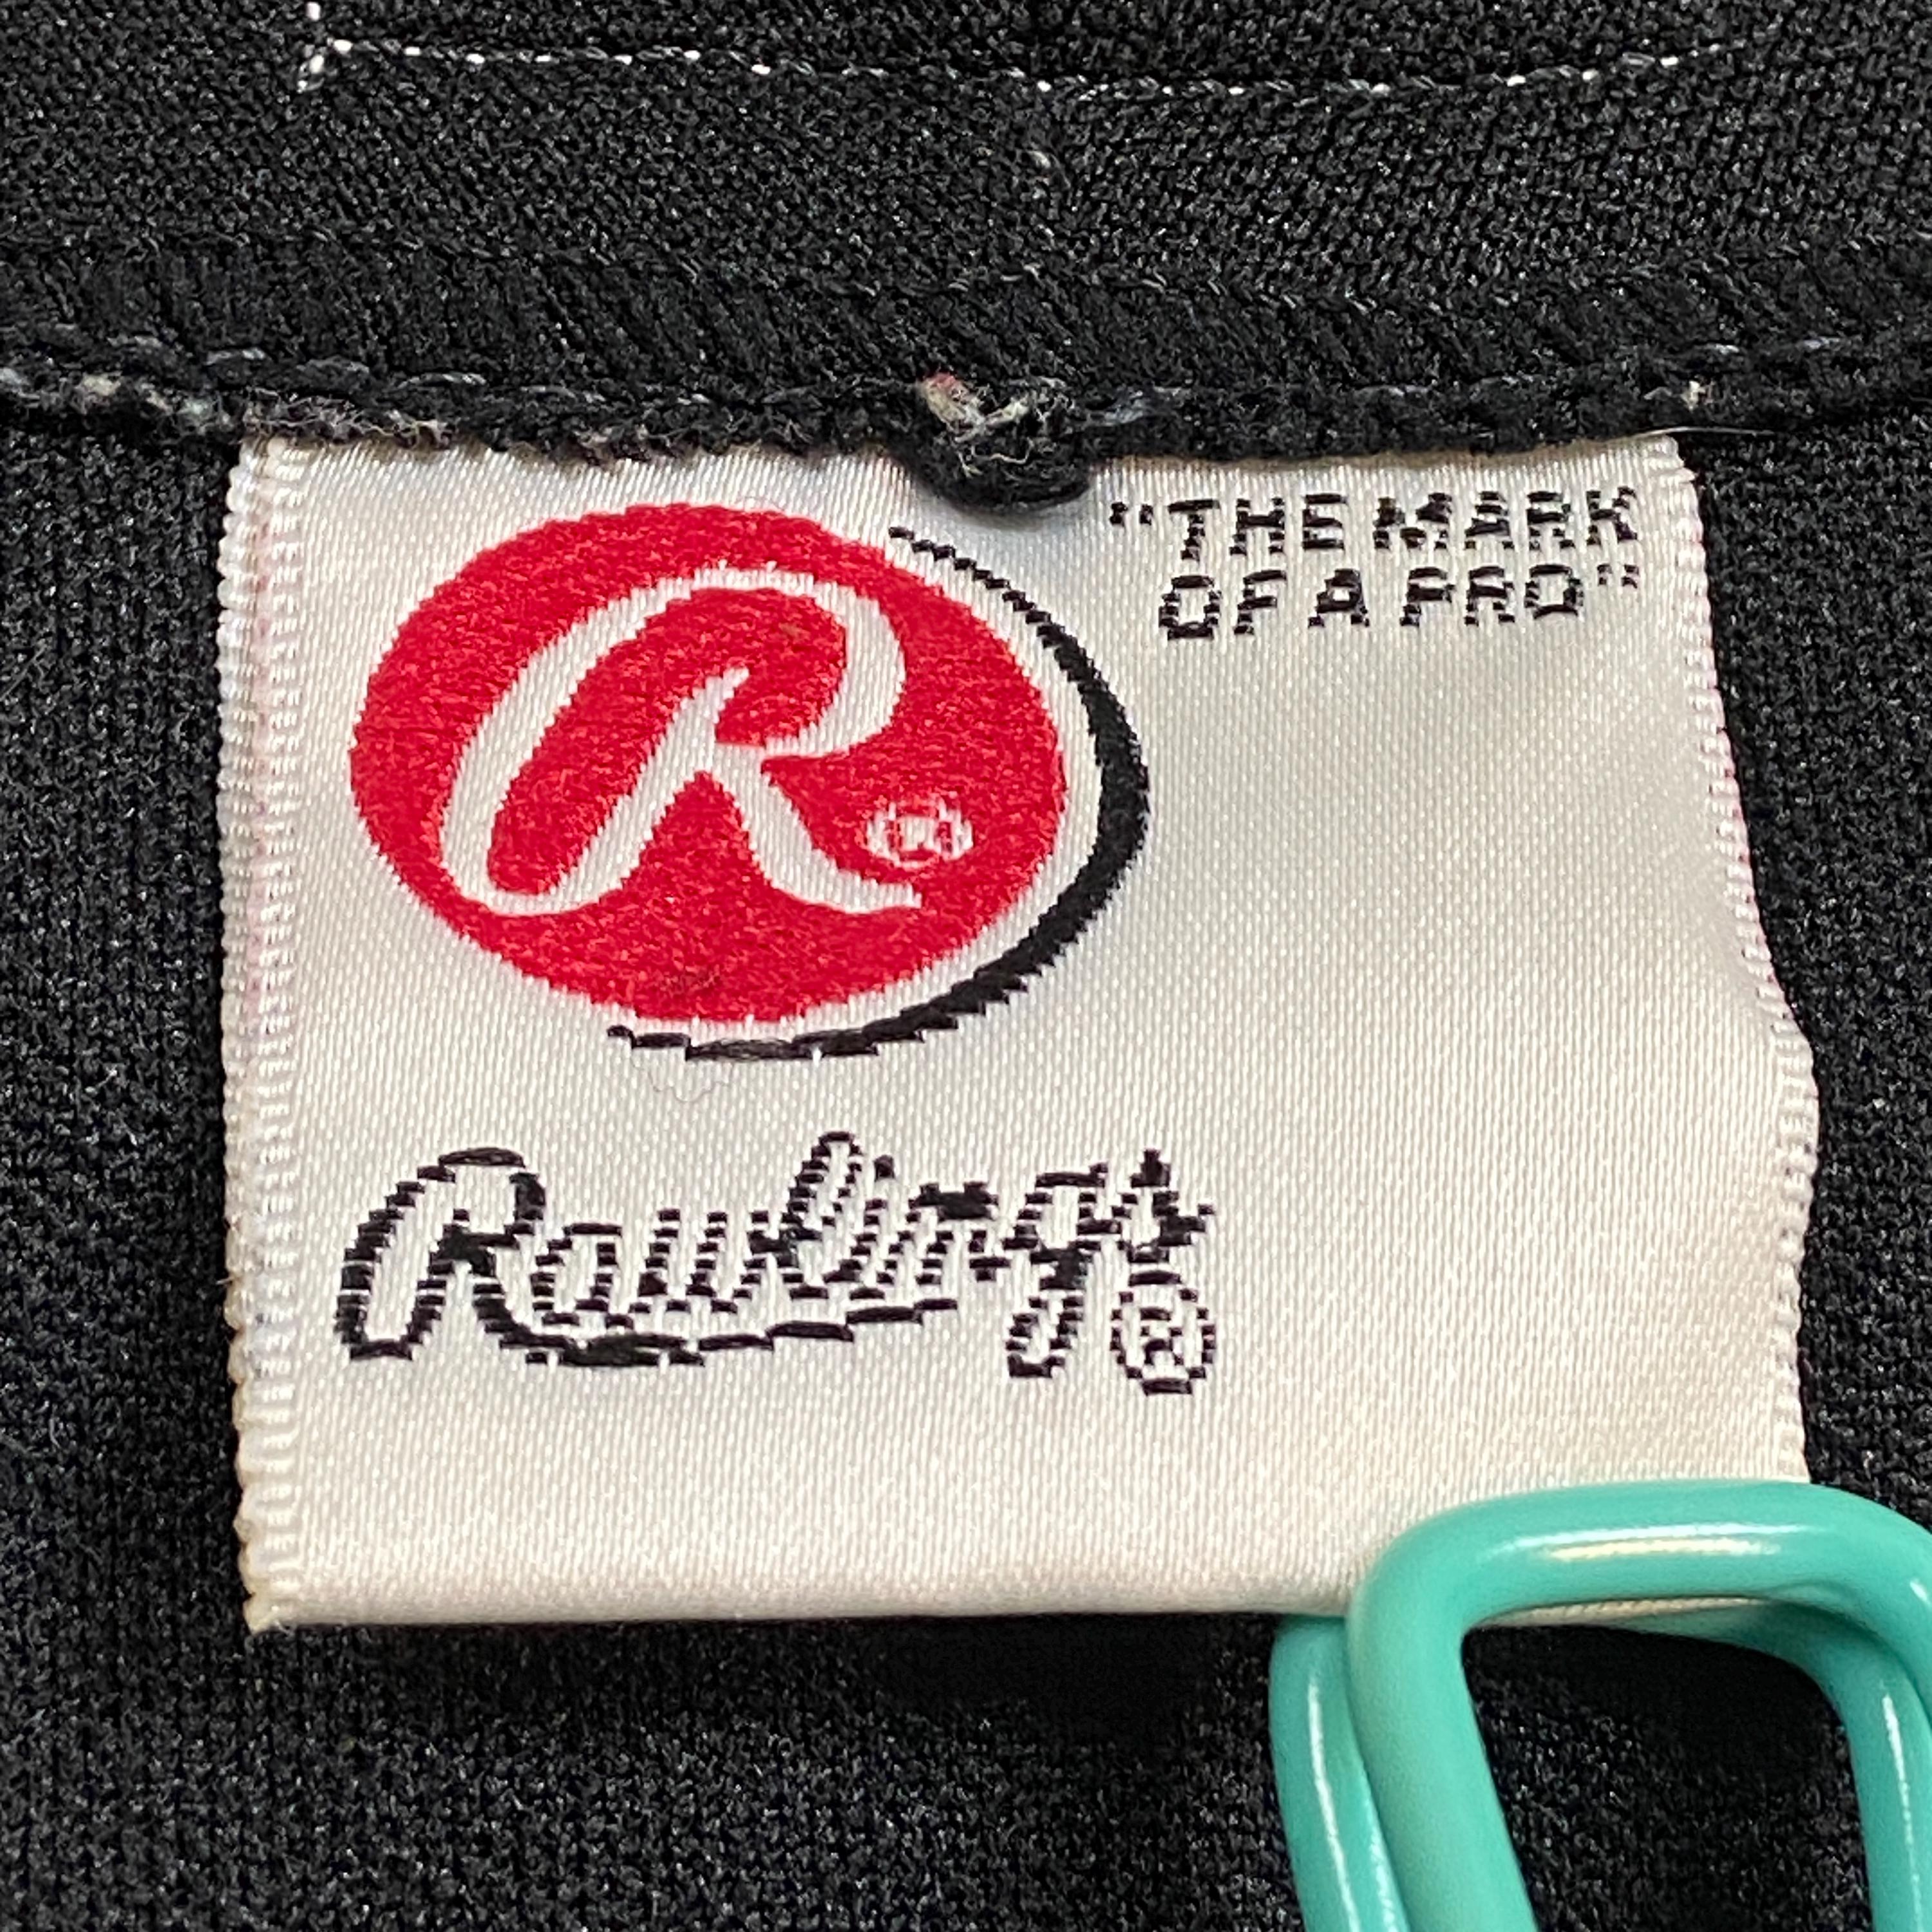 "THE MARK
OF A PRO"
R®
Rawlings®